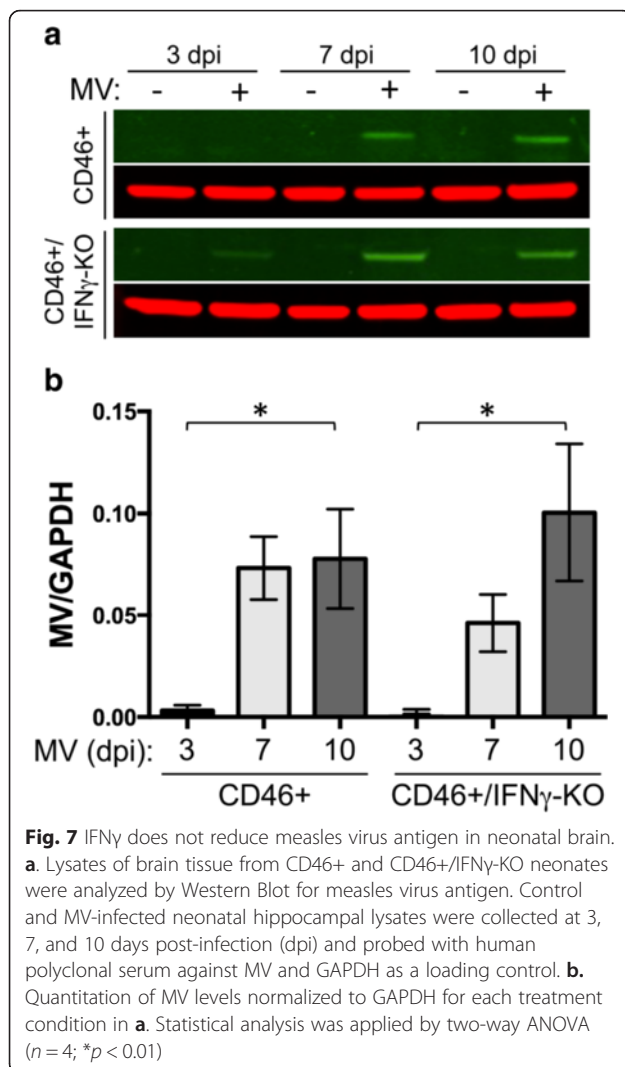 a
3 dpi 7 dpi 10 dpi
MV: - + - + - +
CD46+
CD46+/
IFNγ-KO
b
* *
0.15
0.10
0.05
0.00
MV/GAPDH
MV (dpi): 3 7 10 3 7 10
CD46+ CD46+/IFNγ-KO
Fig. 7 IFNγ does not reduce measles virus antigen in neonatal brain.
a. Lysates of brain tissue from CD46+ and CD46+/IFNγ-KO neonates
were analyzed by Western Blot for measles virus antigen. Control
and MV-infected neonatal hippocampal lysates were collected at 3,
7, and 10 days post-infection (dpi) and probed with human
polyclonal serum against MV and GAPDH as a loading control. b.
Quantitation of MV levels normalized to GAPDH for each treatment
condition in a. Statistical analysis was applied by two-way ANOVA
(n = 4; *p < 0.01)